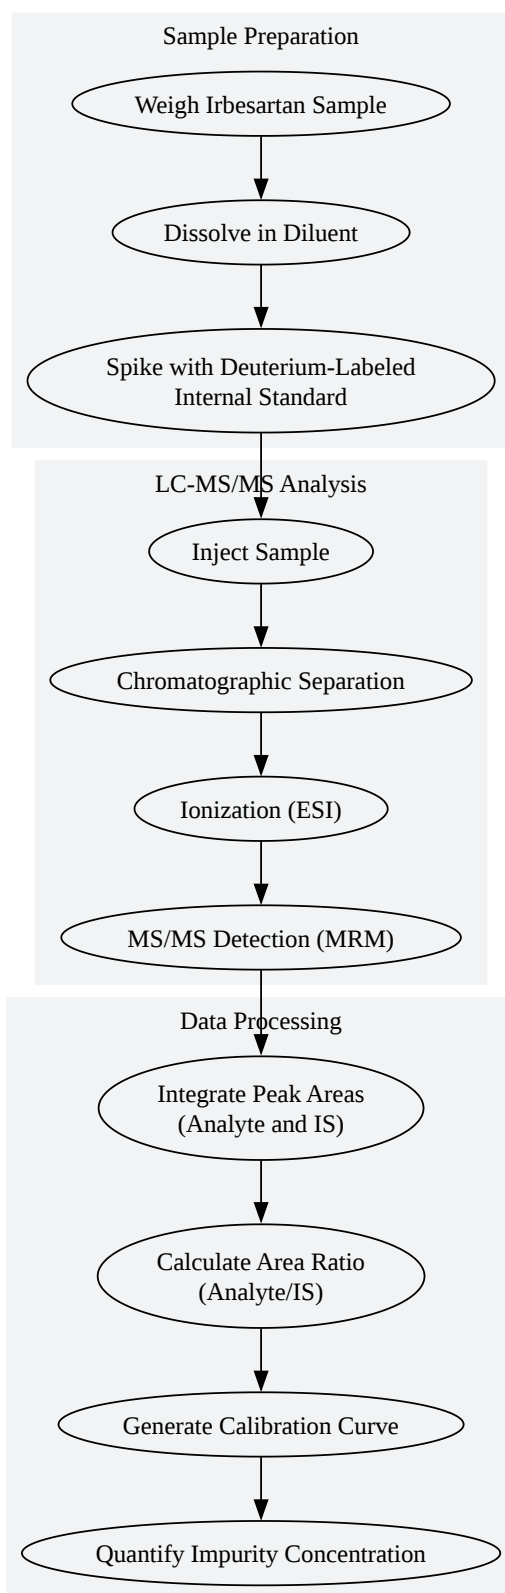 Sample Preparation
Weigh Irbesartan Sample
Dissolve in Diluent
Spike with Deuterium-Labeled
Internal Standard
LC-MS/MS Analysis
Inject Sample
Chromatographic Separation
Ionization (ESI)
MS/MS Detection (MRM)
Data Processing
Integrate Peak Areas
(Analyte and IS)
Calculate Area Ratio
(Analyte/IS)
Generate Calibration Curve
Quantify Impurity Concentration